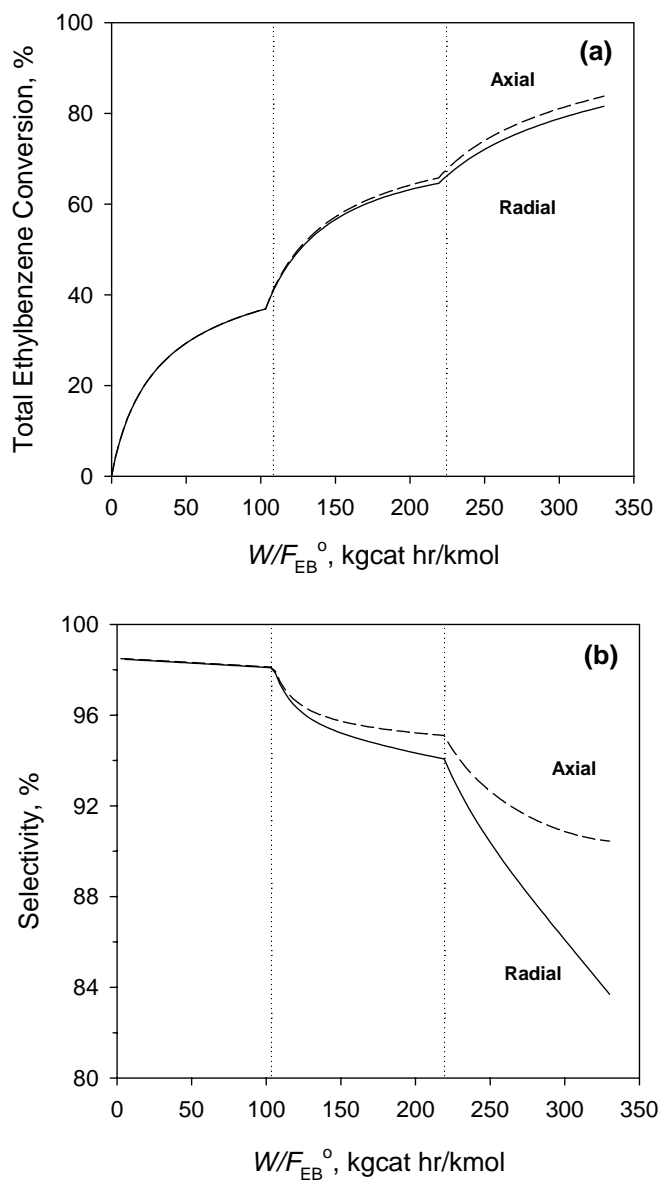 100
(a)
Axial
80
60
Radial
40
20
0
Total Ethylbenzene Conversion, %
0 50 100 150 200 250 300 350
W/F_EB^o, kgcat hr/kmol
100
(b)
96
Axial
92
88
Radial
84
80
Selectivity, %
0 50 100 150 200 250 300 350
W/F_EB^o, kgcat hr/kmol